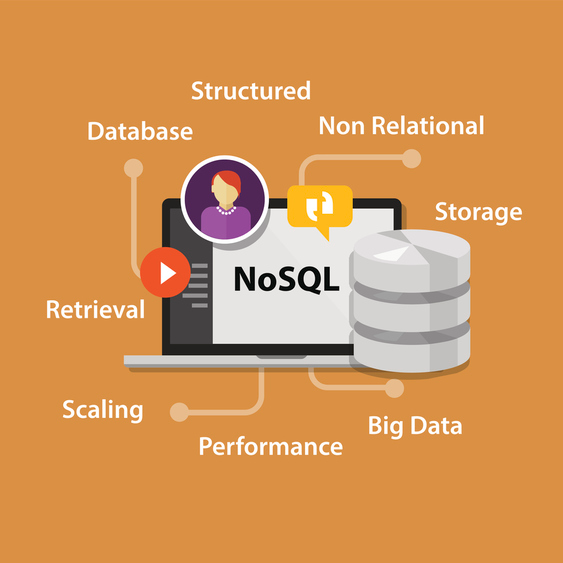 Structured
Database
Non Relational
Storage
NoSQL
Retrieval
Scaling
Big Data
Performance